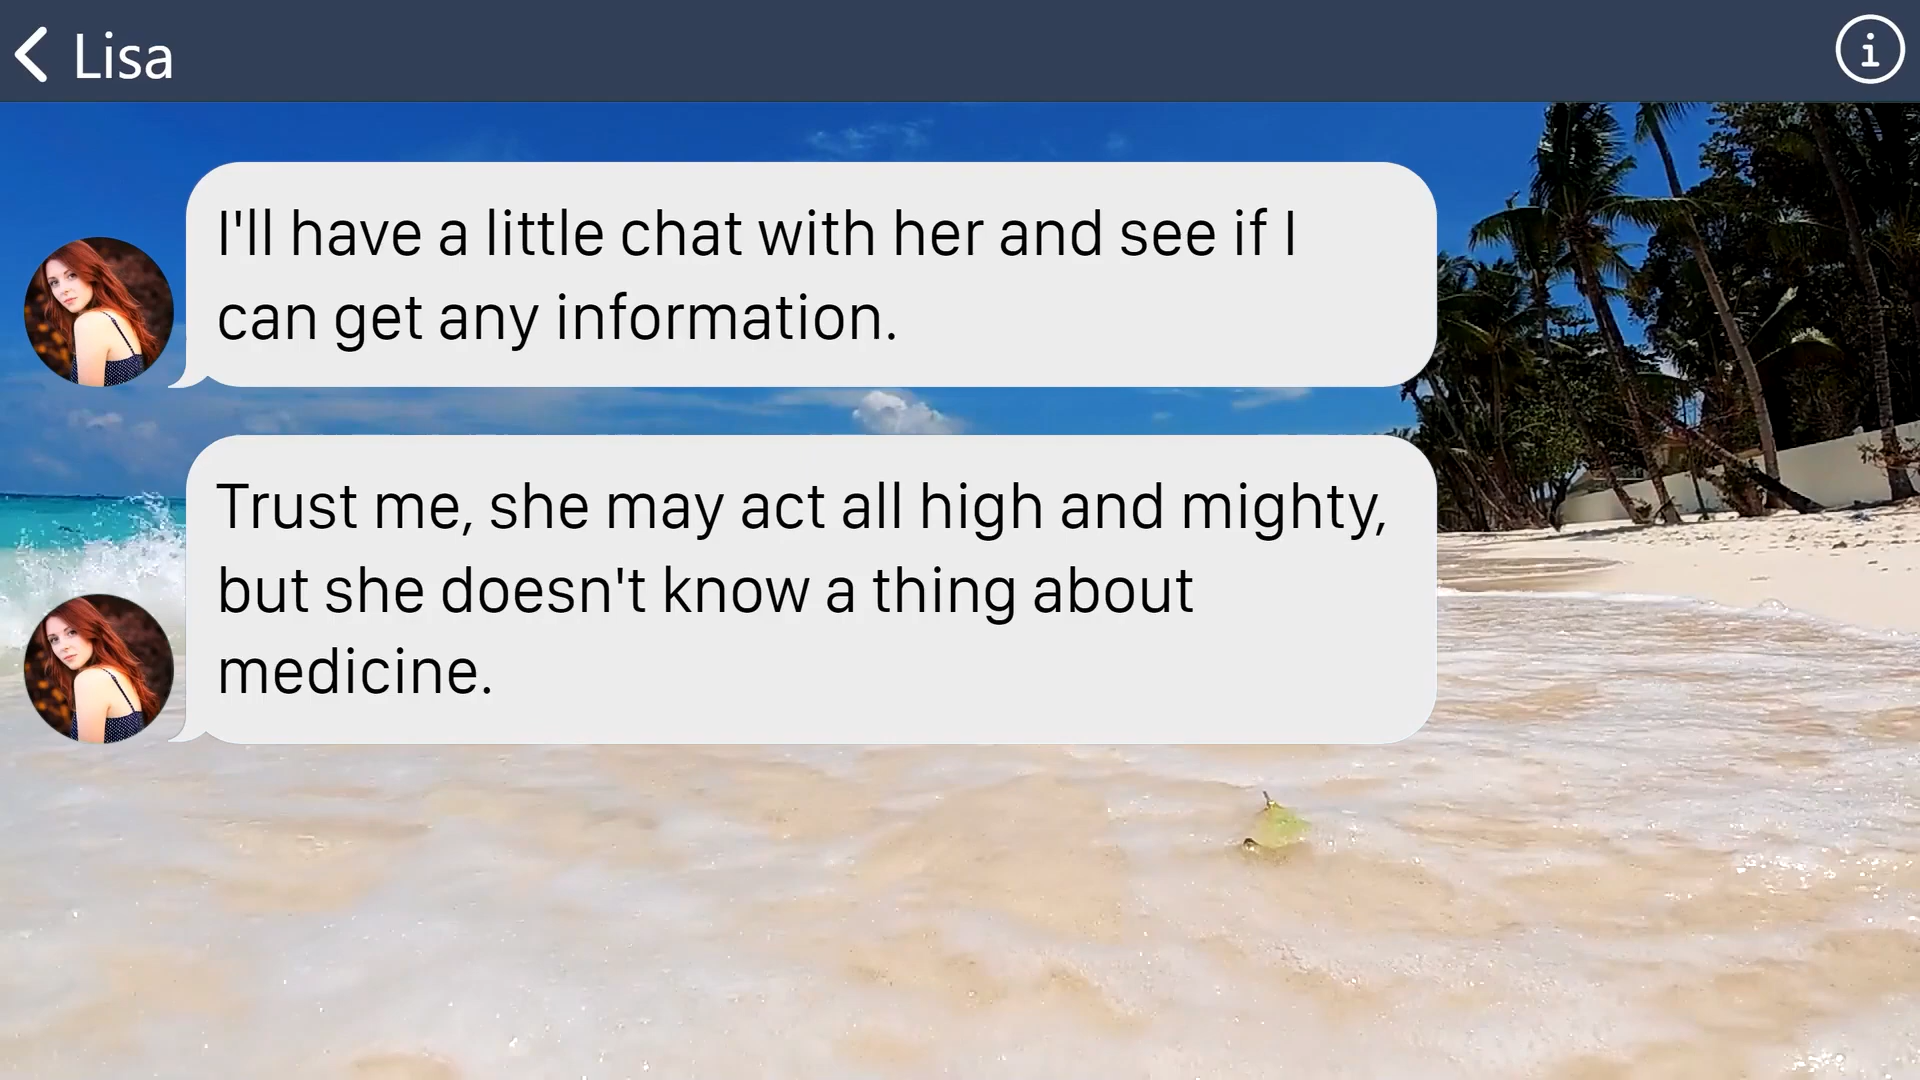 Lisa
I'll have a little chat with her and see if I
can get any information.
Trust me, she may act all high and mighty,
but she doesn't know a thing about
medicine.